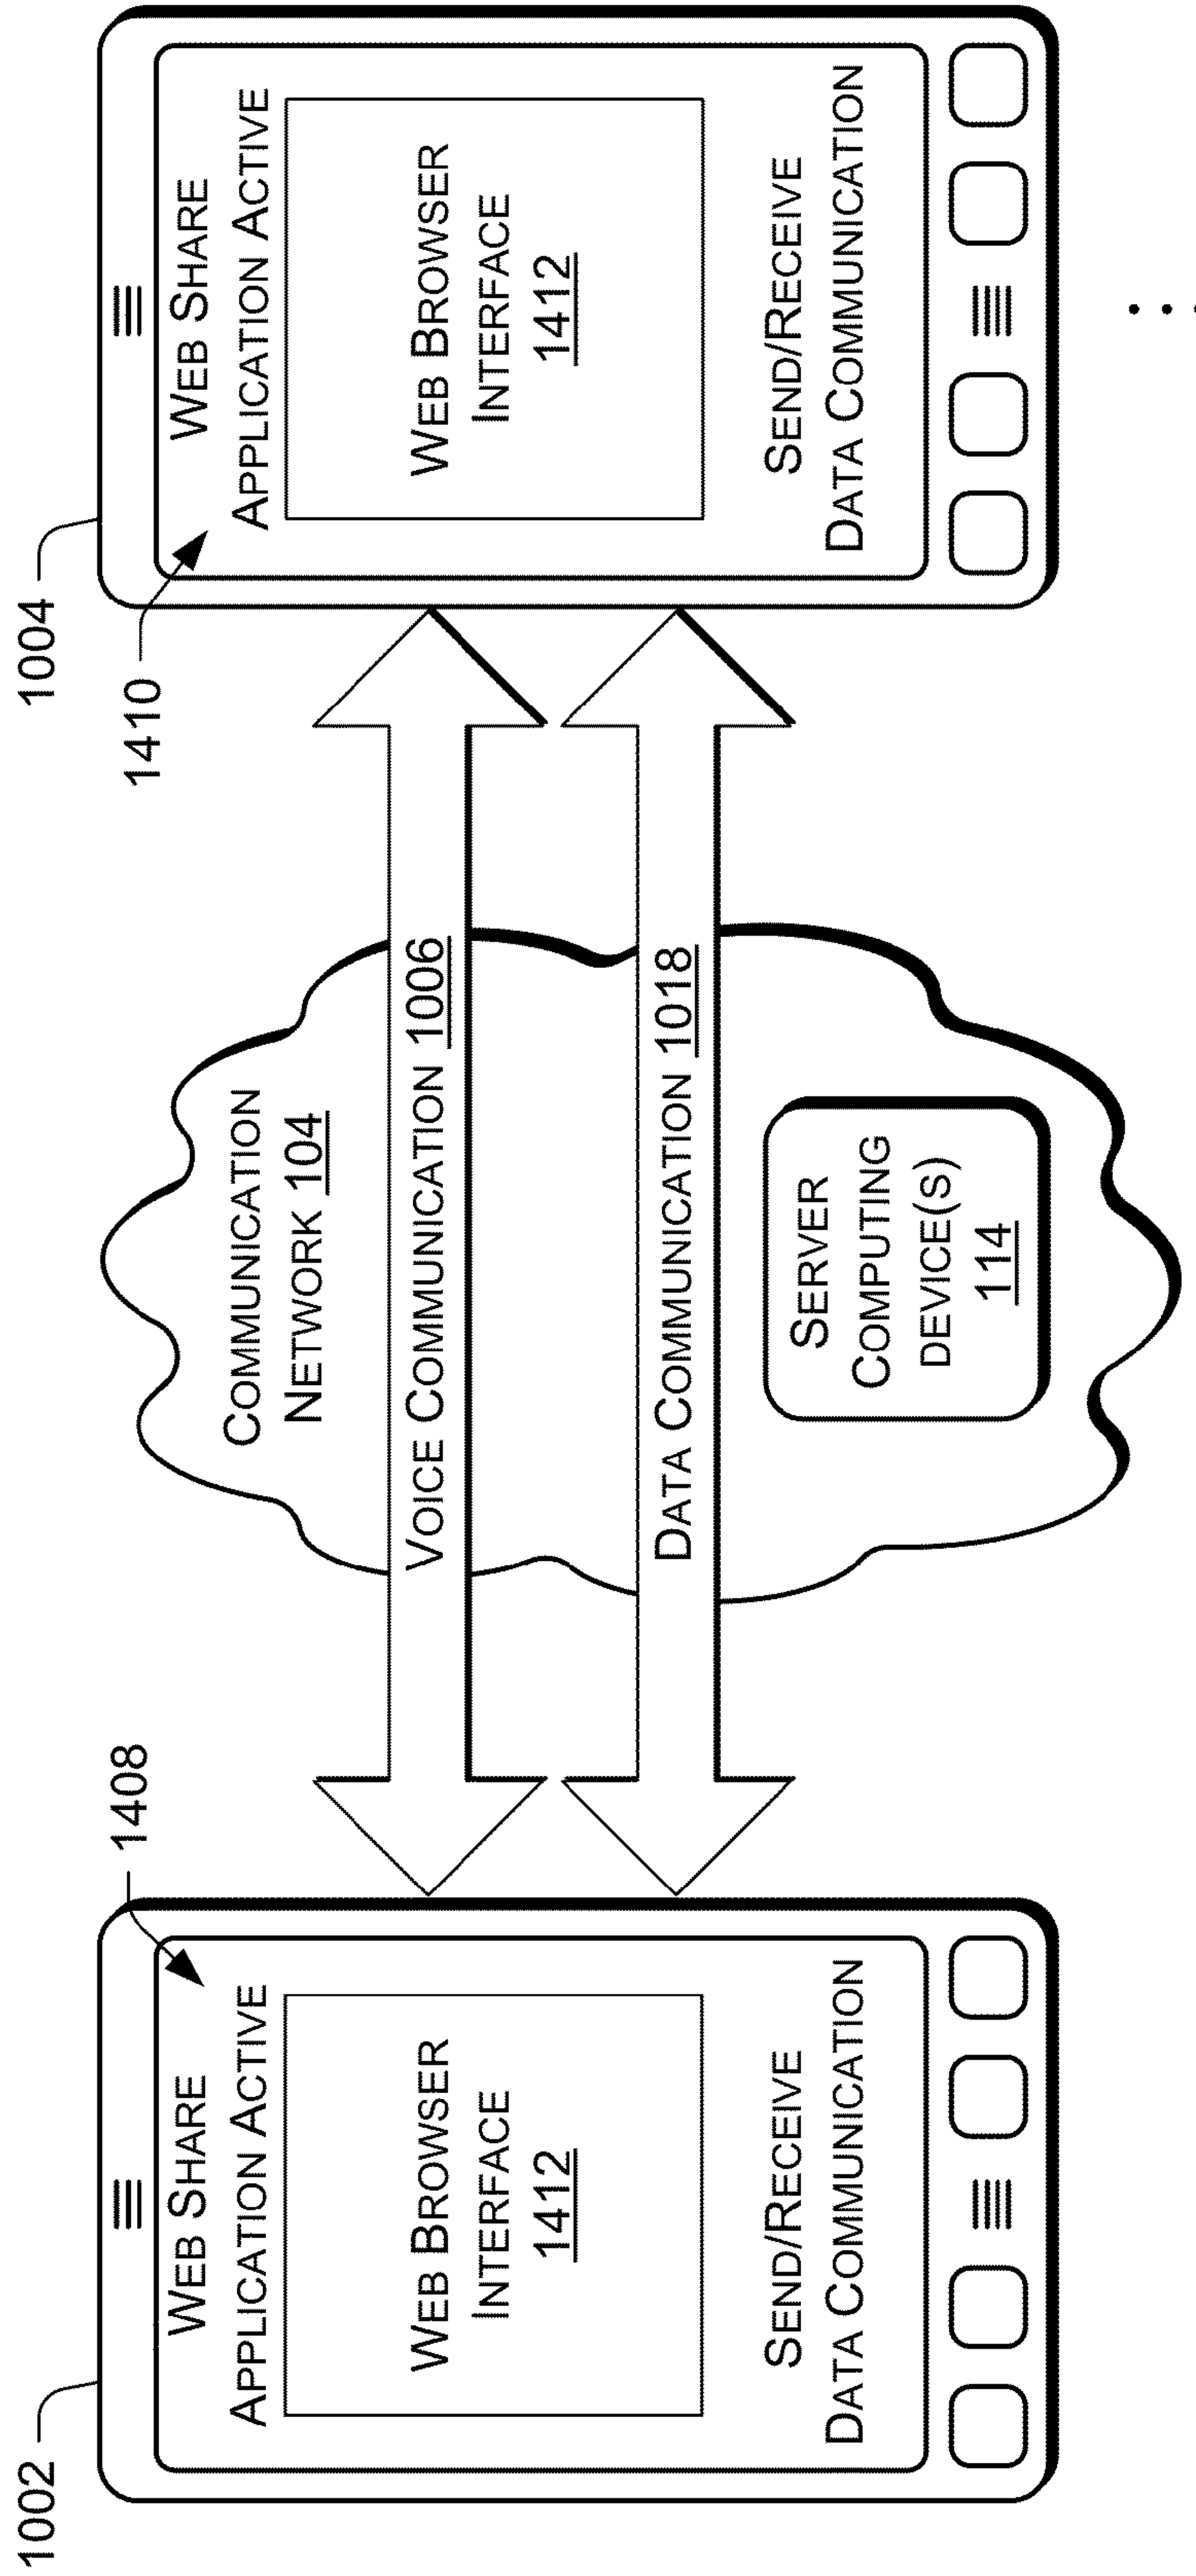 1002
1408
WEB SHARE
APPLICATION ACTIVE
WEB BROWSER
INTERFACE
1412
SEND/RECEIVE
DATA COMMUNICATION
COMMUNICATION
NETWORK 104
VOICE COMMUNICATION 1006
DATA COMMUNICATION 1018
SERVER
COMPUTING
DEVICE(S)
114
1004
1410
WEB SHARE
APPLICATION ACTIVE
WEB BROWSER
INTERFACE
1412
SEND/RECEIVE
DATA COMMUNICATION